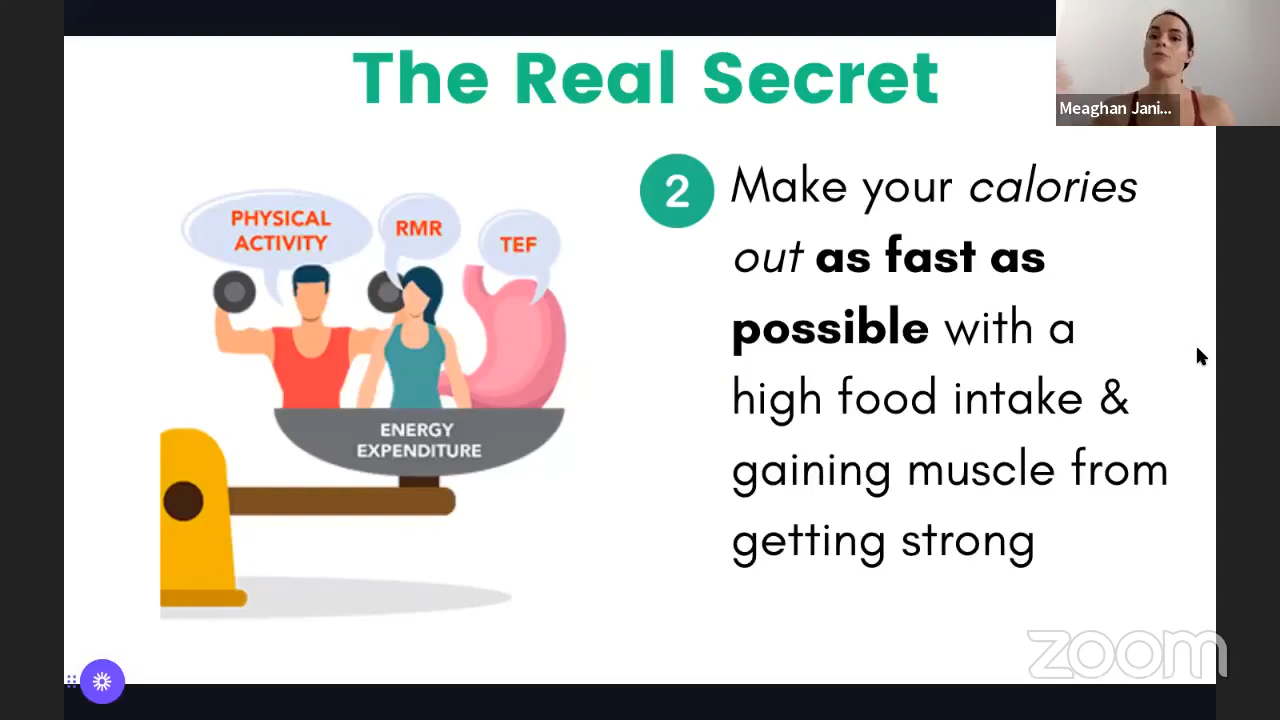 The Real Secret
Meaghan Jani...
PHYSICAL
ACTIVITY
RMR
TEF
ENERGY
EXPENDITURE
2
Make your calories
out as fast as
possible with a
high food intake &
gaining muscle from
getting strong
zoom